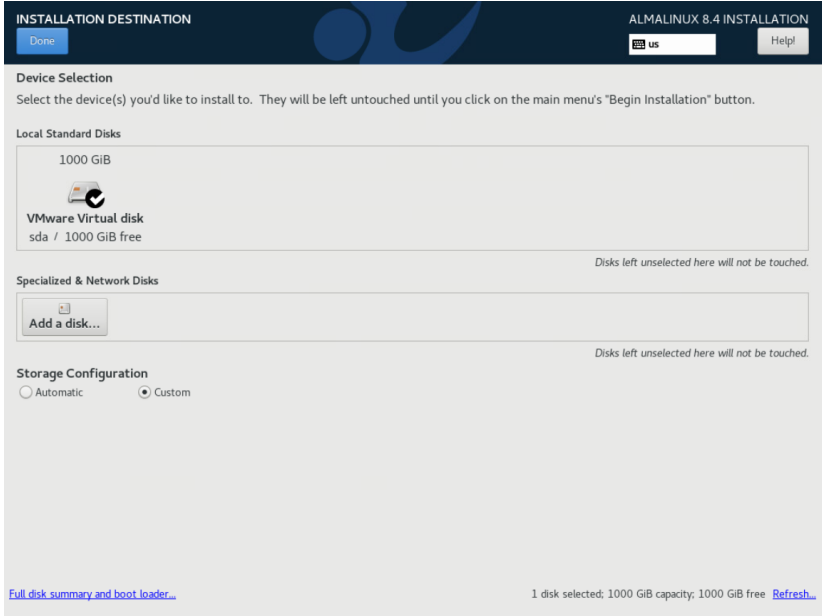 INSTALLATION DESTINATION
ALMALINUX 8.4 INSTALLATION
Done
us
Help!
Device Selection
Select the device(s) you'd like to install to. They will be left untouched until you click on the main menu's "Begin Installation" button.
Local Standard Disks
1000 GiB
VMware Virtual disk
sda / 1000 GiB free
Disks left unselected here will not be touched.
Specialized & Network Disks
Add a disk...
Disks left unselected here will not be touched.
Storage Configuration
Automatic
Custom
Full disk summary and boot loader...
1 disk selected; 1000 GiB capacity; 1000 GiB free Refresh...